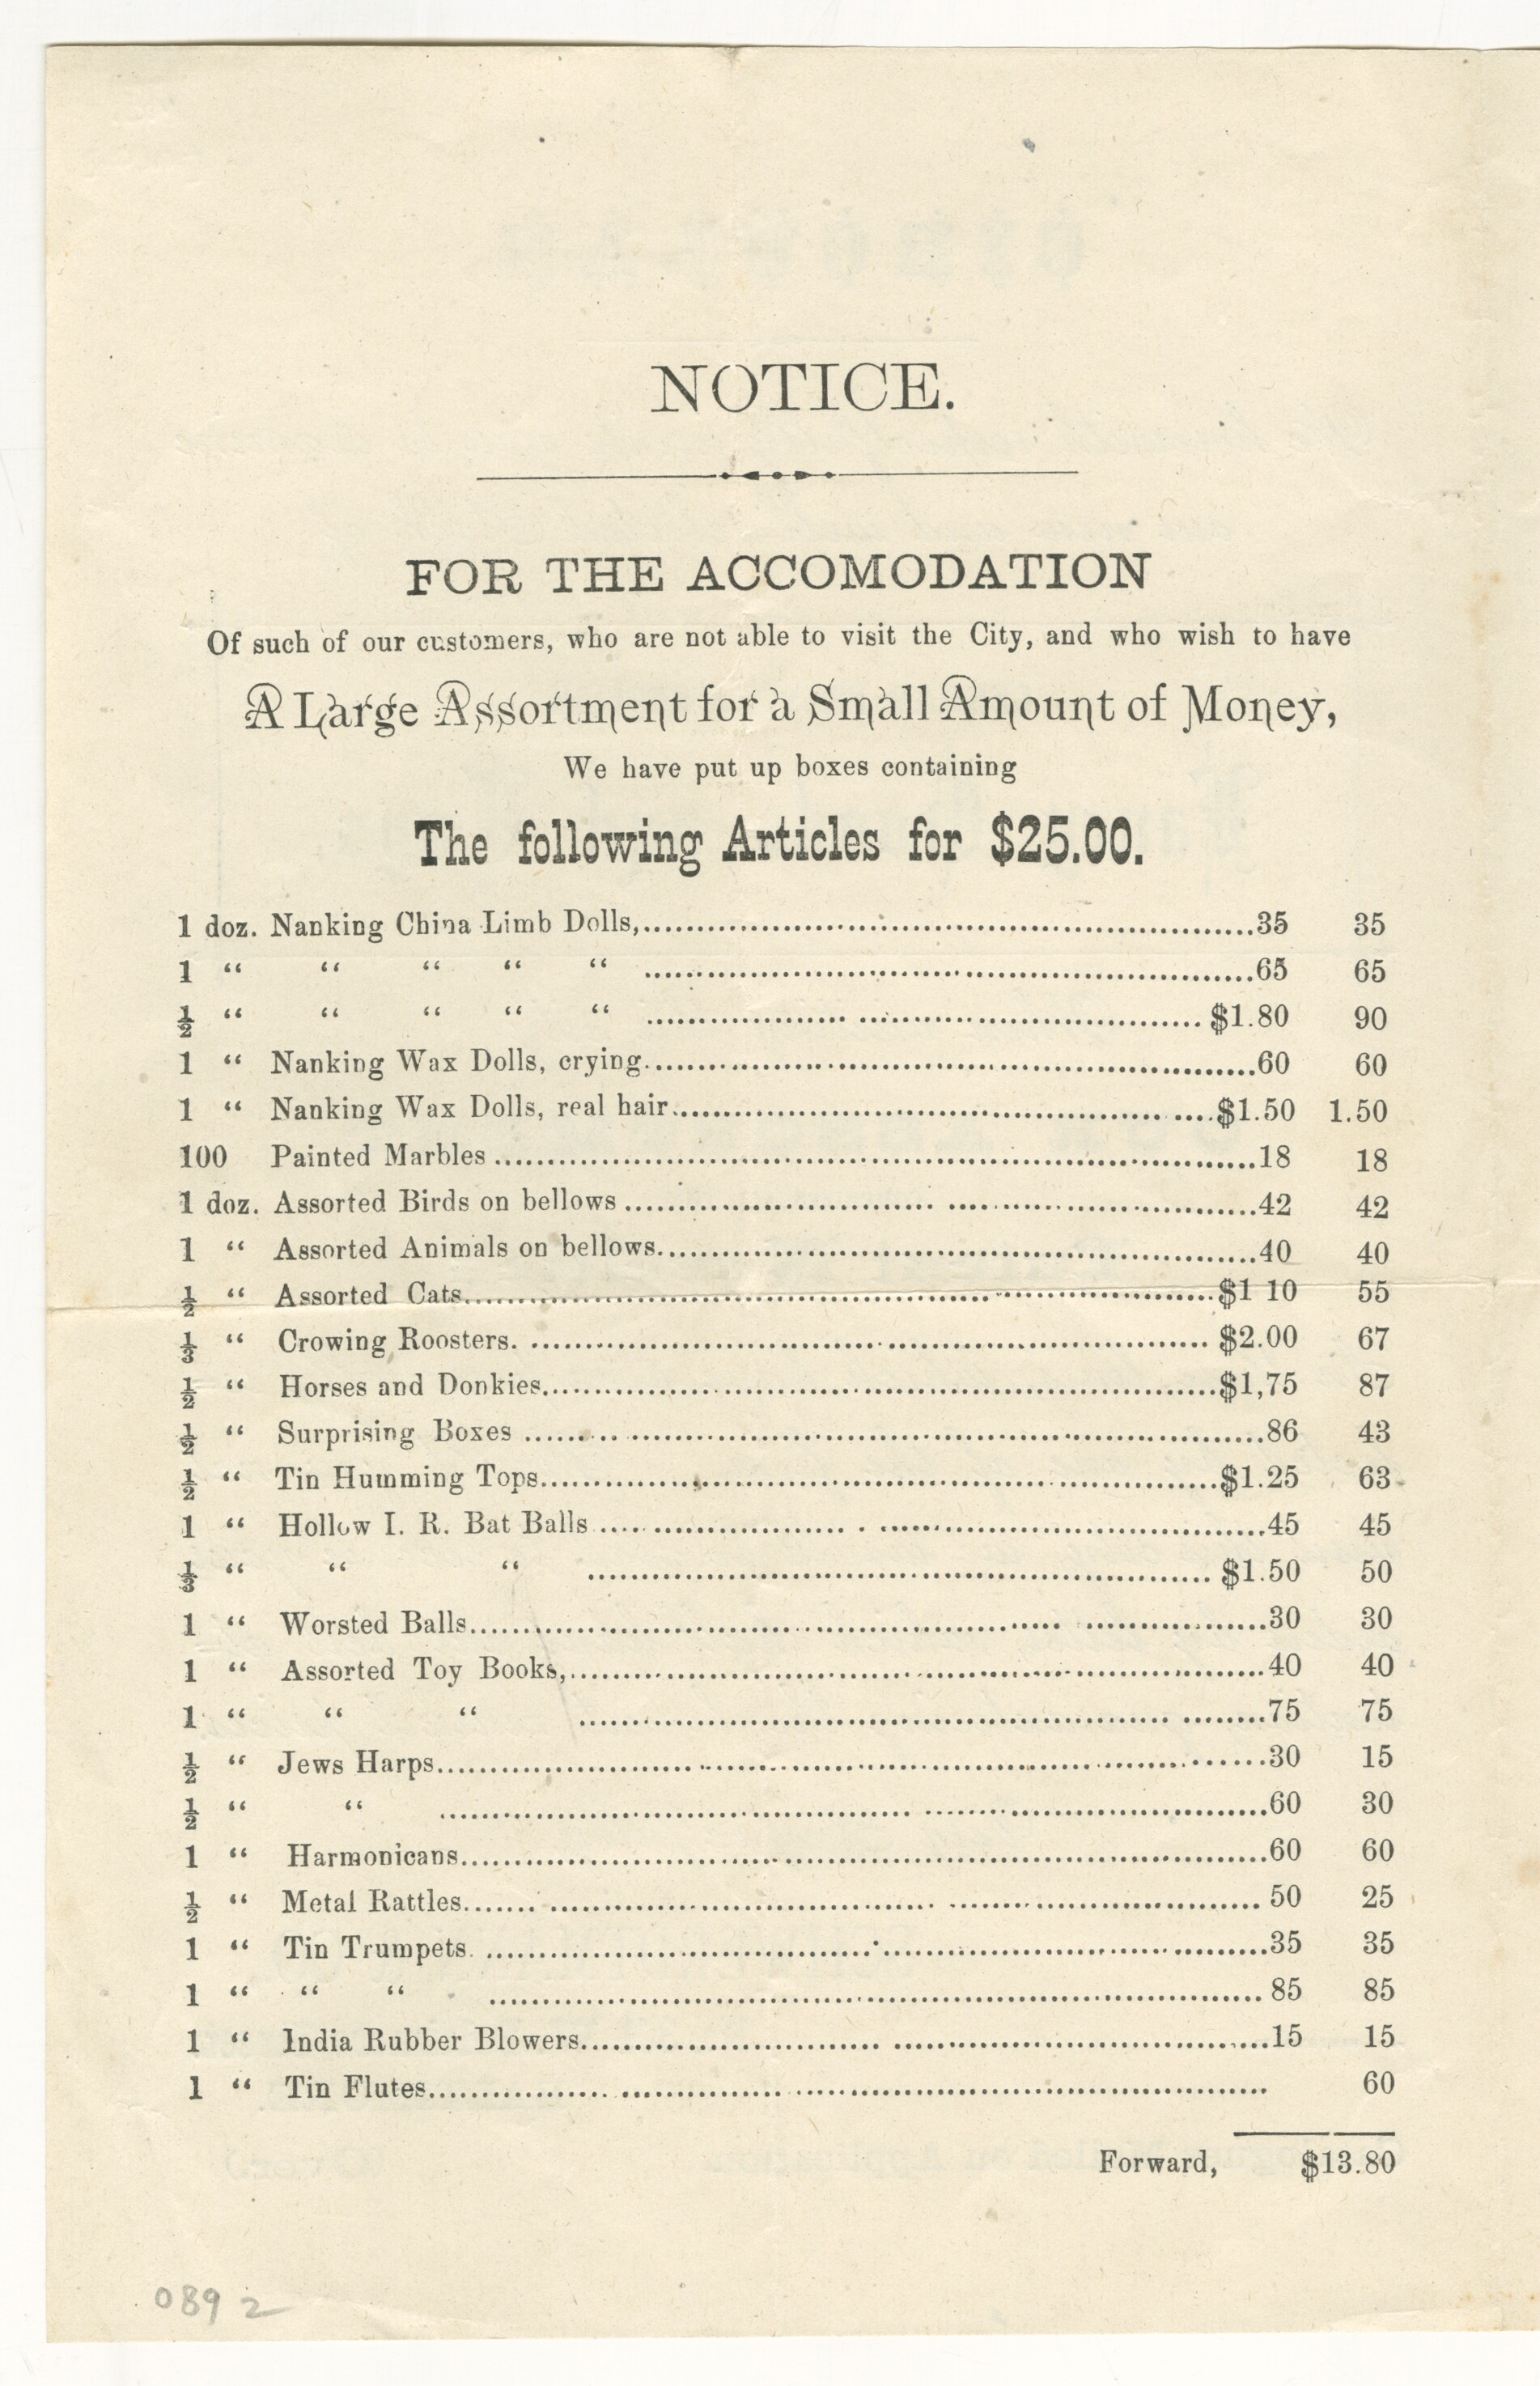 NOTICE.
FOR THE ACCOMODATION
Of such of our customers, who are not able to visit the City, and who wish to have
A Large Assortment for a Small Amount of Money,
We have put up boxes containing
The following Articles for $25.00.
1 doz. Nanking China Limb Dolls,..........35 35
1 “ “ “ “ “ ..........65 65
½ “ “ “ “ “ .......... $1.80 90
1 “ Nanking Wax Dolls, crying..........60 60
1 “ Nanking Wax Dolls, real hair..........$1.50 1.50
100 Painted Marbles ..........18 18
1 doz. Assorted Birds on bellows ..........42 42
1 “ Assorted Animals on bellows..........40 40
½ “ Assorted Cats..........$1 10 55
⅓ “ Crowing Roosters. .......... $2.00 67
½ “ Horses and Donkies..........$1,75 87
½ “ Surprising Boxes ..........86 43
½ “ Tin Humming Tops..........$1.25 63
1 “ Hollow I. R. Bat Balls ..........45 45
⅓ “ “ “ .......... $1.50 50
1 “ Worsted Balls..........30 30
1 “ Assorted Toy Books,..........40 40
1 “ “ “ ..........75 75
½ “ Jews Harps..........30 15
½ “ “ ..........60 30
1 “ Harmonicans..........60 60
½ “ Metal Rattles.......... 50 25
1 “ Tin Trumpets. ..........35 35
1 “ “ “ .......... 85 85
1 “ India Rubber Blowers..........15 15
1 “ Tin Flutes.......... 60
Forward, $13.80
089 2